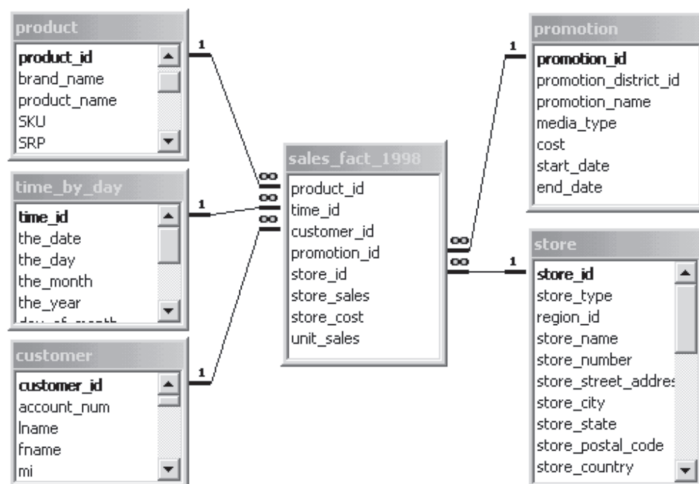 product
product_id
brand_name
product_name
SKU
SRP
1
time_by_day
time_id
the_date
the_day
the_month
the_year
1
customer
customer_id
account_num
lname
fname
mi
1
sales_fact_1998
product_id
time_id
customer_id
promotion_id
store_id
store_sales
store_cost
unit_sales
∞
∞
∞
∞
∞
promotion
promotion_id
promotion_district_id
promotion_name
media_type
cost
start_date
end_date
1
store
store_id
store_type
region_id
store_name
store_number
store_street_addres
store_city
store_state
store_postal_code
store_country
1